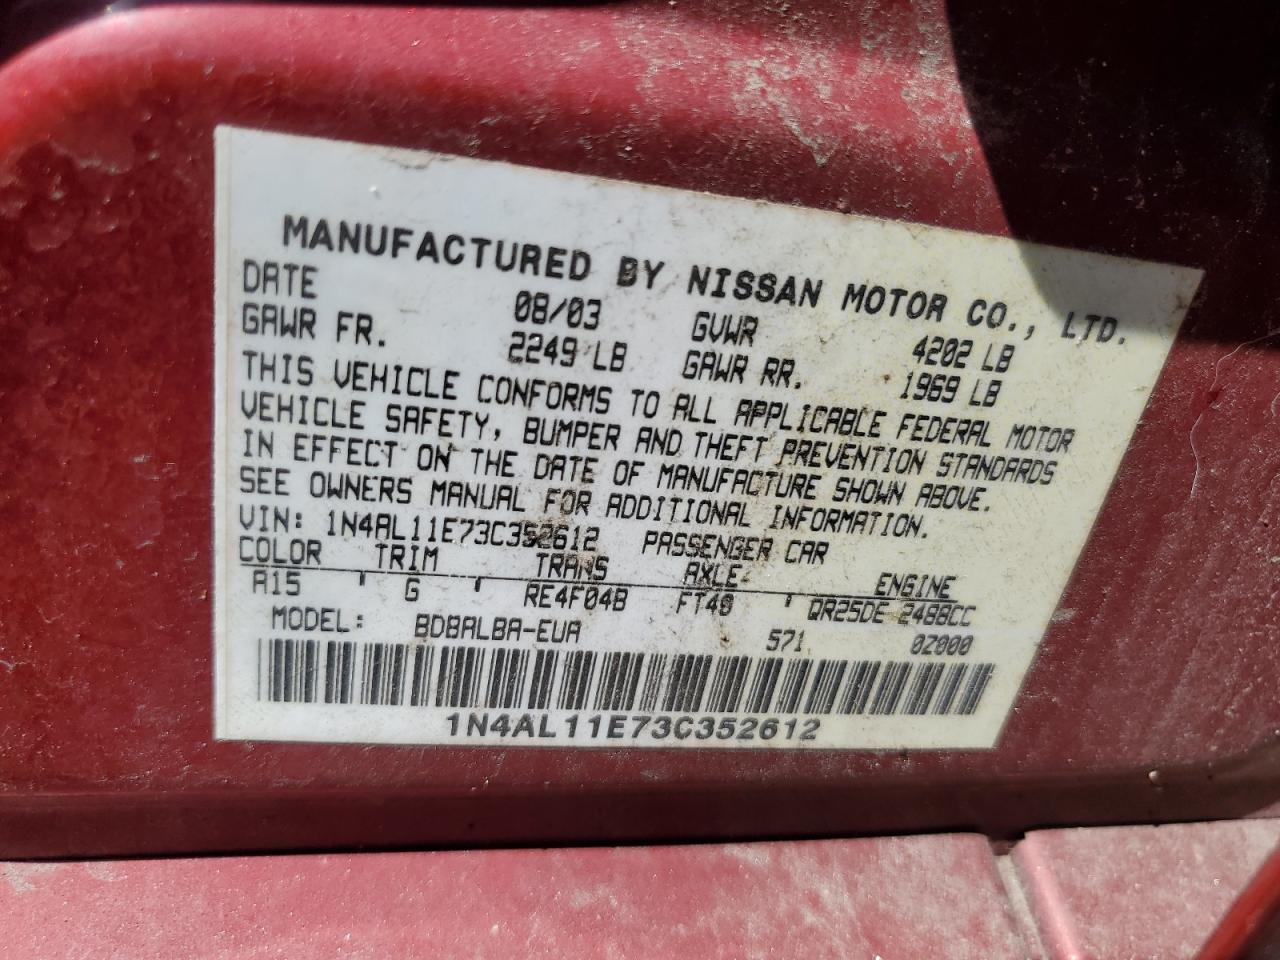 MANUFACTURED BY NISSAN MOTOR CO., LTD.
DATE 08/03 GVWR 4202 LB
GAWR FR. 2249 LB GAWR RR. 1969 LB
THIS VEHICLE CONFORMS TO ALL APPLICABLE FEDERAL MOTOR
VEHICLE SAFETY, BUMPER AND THEFT PREVENTION STANDARDS
IN EFFECT ON THE DATE OF MANUFACTURE SHOWN ABOVE.
SEE OWNERS MANUAL FOR ADDITIONAL INFORMATION.
VIN: 1N4AL11E73C352612 PASSENGER CAR
COLOR TRIM TRANS AXLE ENGINE
A15 ' G ' RE4F04B FT48 ' QR25DE 2488CC
MODEL: BDBALBA-EUA 571 0Z000
1N4AL11E73C352612